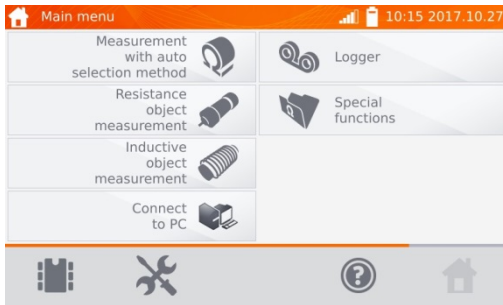 Main menu
10:15 2017.10.27
Measurement
with auto
selection method
Logger
Resistance
object
measurement
Special
functions
Inductive
object
measurement
Connect
to PC